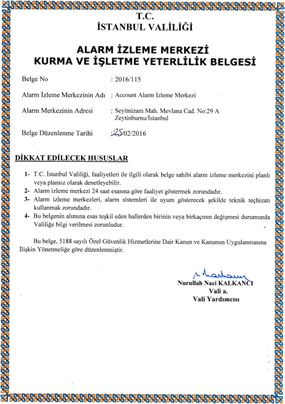 T.C.
İSTANBUL VALİLİĞİ
ALARM İZLEME MERKEZİ
KURMA VE İŞLETME YETERLİLİK BELGESİ
Belge No : 2016/115
Alarm İzleme Merkezinin Adı : Account Alarm İzleme Merkezi
Alarm Merkezinin Adresi : Seyitnizam Mah. Mevlana Cad. No:29 A
Zeytinburnu/İstanbul
Belge Düzenlenme Tarihi :25/02/2016
DİKKAT EDİLECEK HUSUSLAR
1- T.C. İstanbul Valiliği, faaliyetleri ile ilgili olarak belge sahibi alarm izleme merkezini planlı
veya plansız olarak denetleyebilir.
2- Alarm izleme merkezi 24 saat esasına göre faaliyet göstermek zorundadır.
3- Alarm izleme merkezleri, alarm sistemleri ile uyum gösterecek şekilde teknik teçhizatı
kullanmak zorundadır.
4- Bu belgenin alımına esas teşkil eden hallerden birinin veya birkaçının değişmesi durumunda
Valiliğe bilgi verilmesi zorunludur.
Bu belge, 5188 sayılı Özel Güvenlik Hizmetlerine Dair Kanun ve Kanunun Uygulanmasına
İlişkin Yönetmeliğe göre düzenlenmiştir.
Nurullah Naci KALKANCI
Vali a.
Vali Yardımcısı